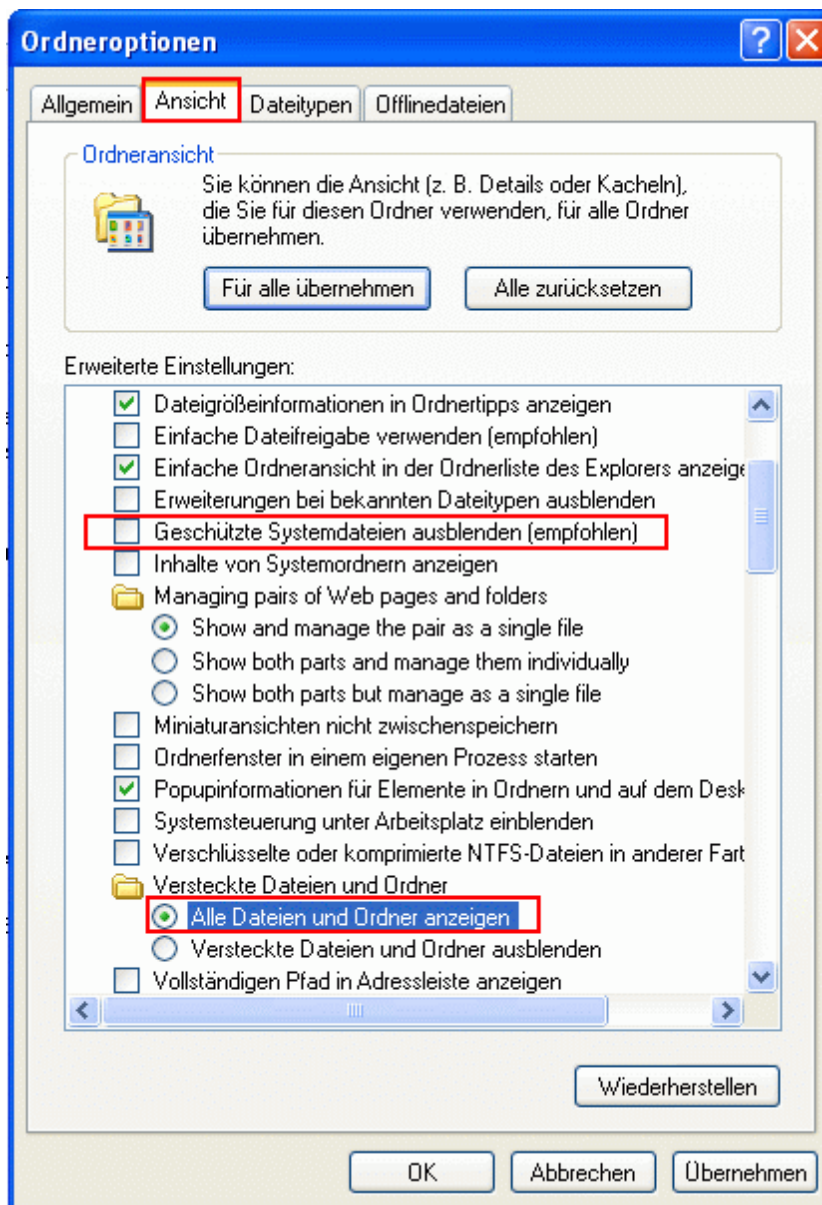 Ordneroptionen
Allgemein Ansicht Dateitypen Offlinedateien
Ordneransicht
Sie können die Ansicht (z. B. Details oder Kacheln),
die Sie für diesen Ordner verwenden, für alle Ordner
übernehmen.
Für alle übernehmen Alle zurücksetzen
Erweiterte Einstellungen:
Dateigrößeinformationen in Ordnertipps anzeigen
Einfache Dateifreigabe verwenden (empfohlen)
Einfache Ordneransicht in der Ordnerliste des Explorers anzeige
Erweiterungen bei bekannten Dateitypen ausblenden
Geschützte Systemdateien ausblenden (empfohlen)
Inhalte von Systemordnern anzeigen
Managing pairs of Web pages and folders
Show and manage the pair as a single file
Show both parts and manage them individually
Show both parts but manage as a single file
Miniaturansichten nicht zwischenspeichern
Ordnerfenster in einem eigenen Prozess starten
Popupinformationen für Elemente in Ordnern und auf dem Desk
Systemsteuerung unter Arbeitsplatz einblenden
Verschlüsselte oder komprimierte NTFS-Dateien in anderer Fart
Versteckte Dateien und Ordner
Alle Dateien und Ordner anzeigen
Versteckte Dateien und Ordner ausblenden
Vollständigen Pfad in Adressleiste anzeigen
Wiederherstellen
OK Abbrechen Übernehmen